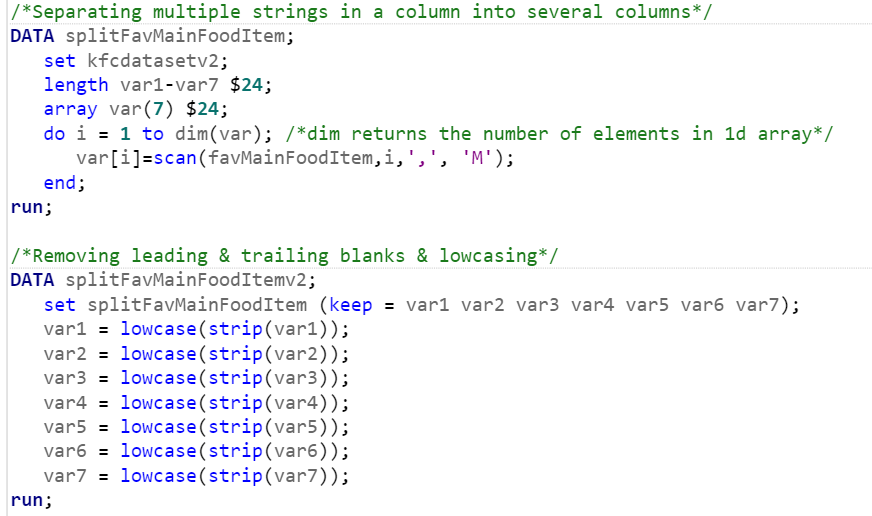 /*Separating multiple strings in a column into several columns*/
DATA splitFavMainFoodItem;
   set kfcdatasetv2;
   length var1-var7 $24;
   array var(7) $24;
   do i = 1 to dim(var); /*dim returns the number of elements in 1d array*/
      var[i]=scan(favMainFoodItem,i,',', 'M');
   end;
run;

/*Removing leading & trailing blanks & lowcasing*/
DATA splitFavMainFoodItemv2;
   set splitFavMainFoodItem (keep = var1 var2 var3 var4 var5 var6 var7);
   var1 = lowcase(strip(var1));
   var2 = lowcase(strip(var2));
   var3 = lowcase(strip(var3));
   var4 = lowcase(strip(var4));
   var5 = lowcase(strip(var5));
   var6 = lowcase(strip(var6));
   var7 = lowcase(strip(var7));
run;